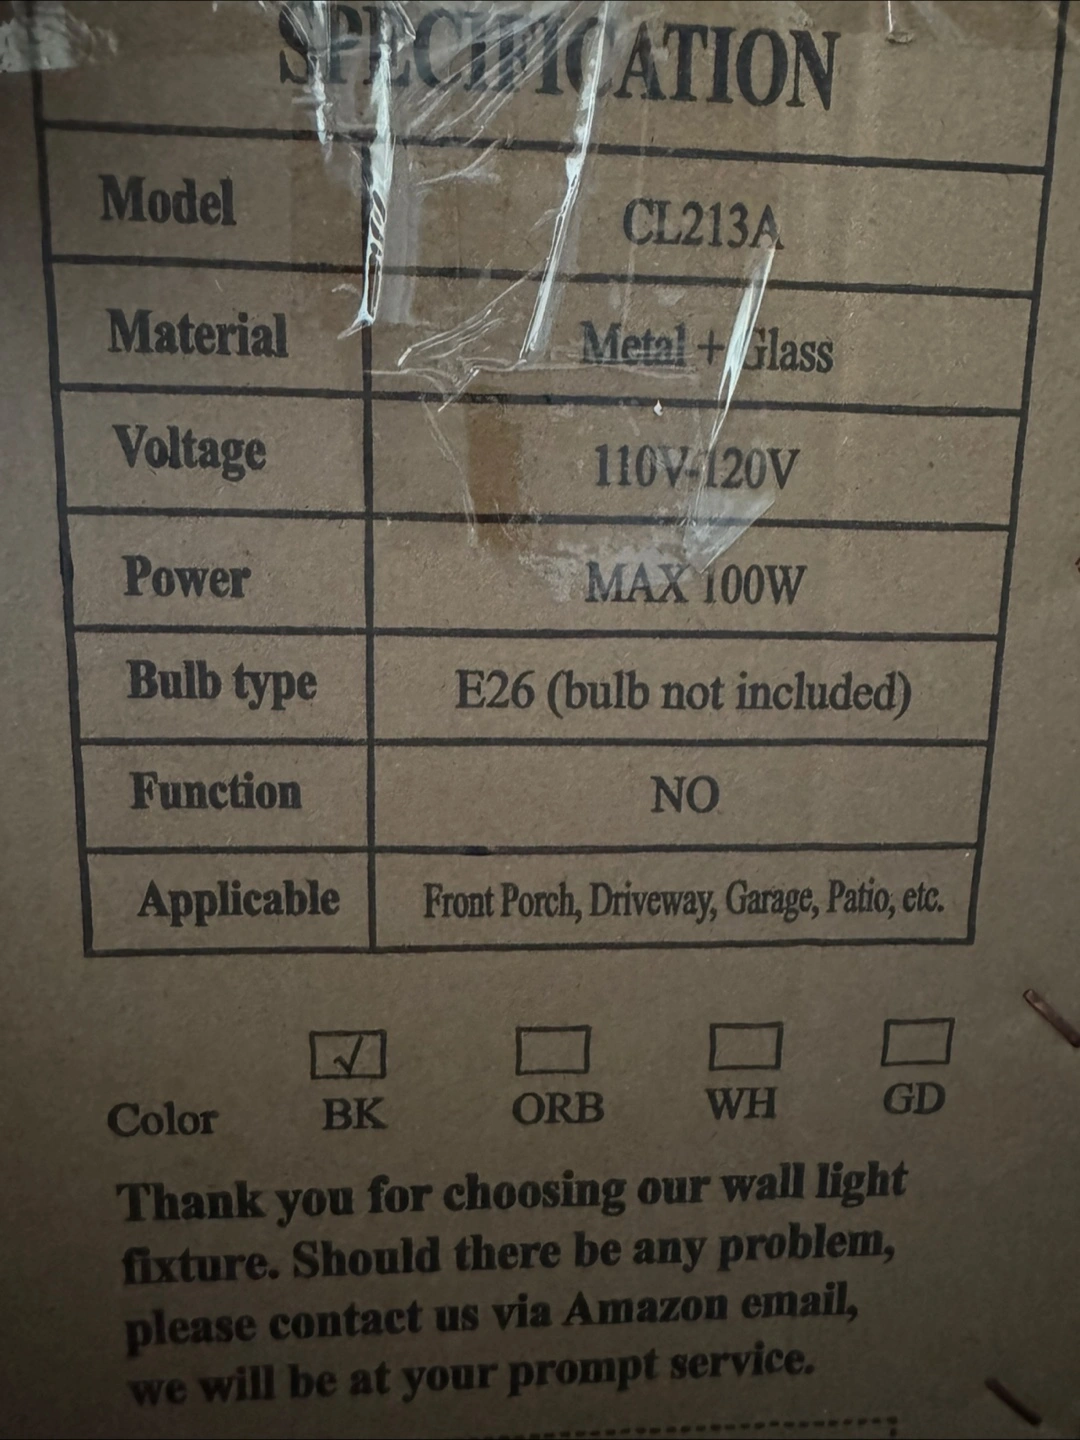 SPECIFICATION
Model CL213A
Material Metal + Glass
Voltage 110V-120V
Power MAX 100W
Bulb type E26 (bulb not included)
Function NO
Applicable Front Porch, Driveway, Garage, Patio, etc.
Color BK ORB WH GD
Thank you for choosing our wall light
fixture. Should there be any problem,
please contact us via Amazon email,
we will be at your prompt service.